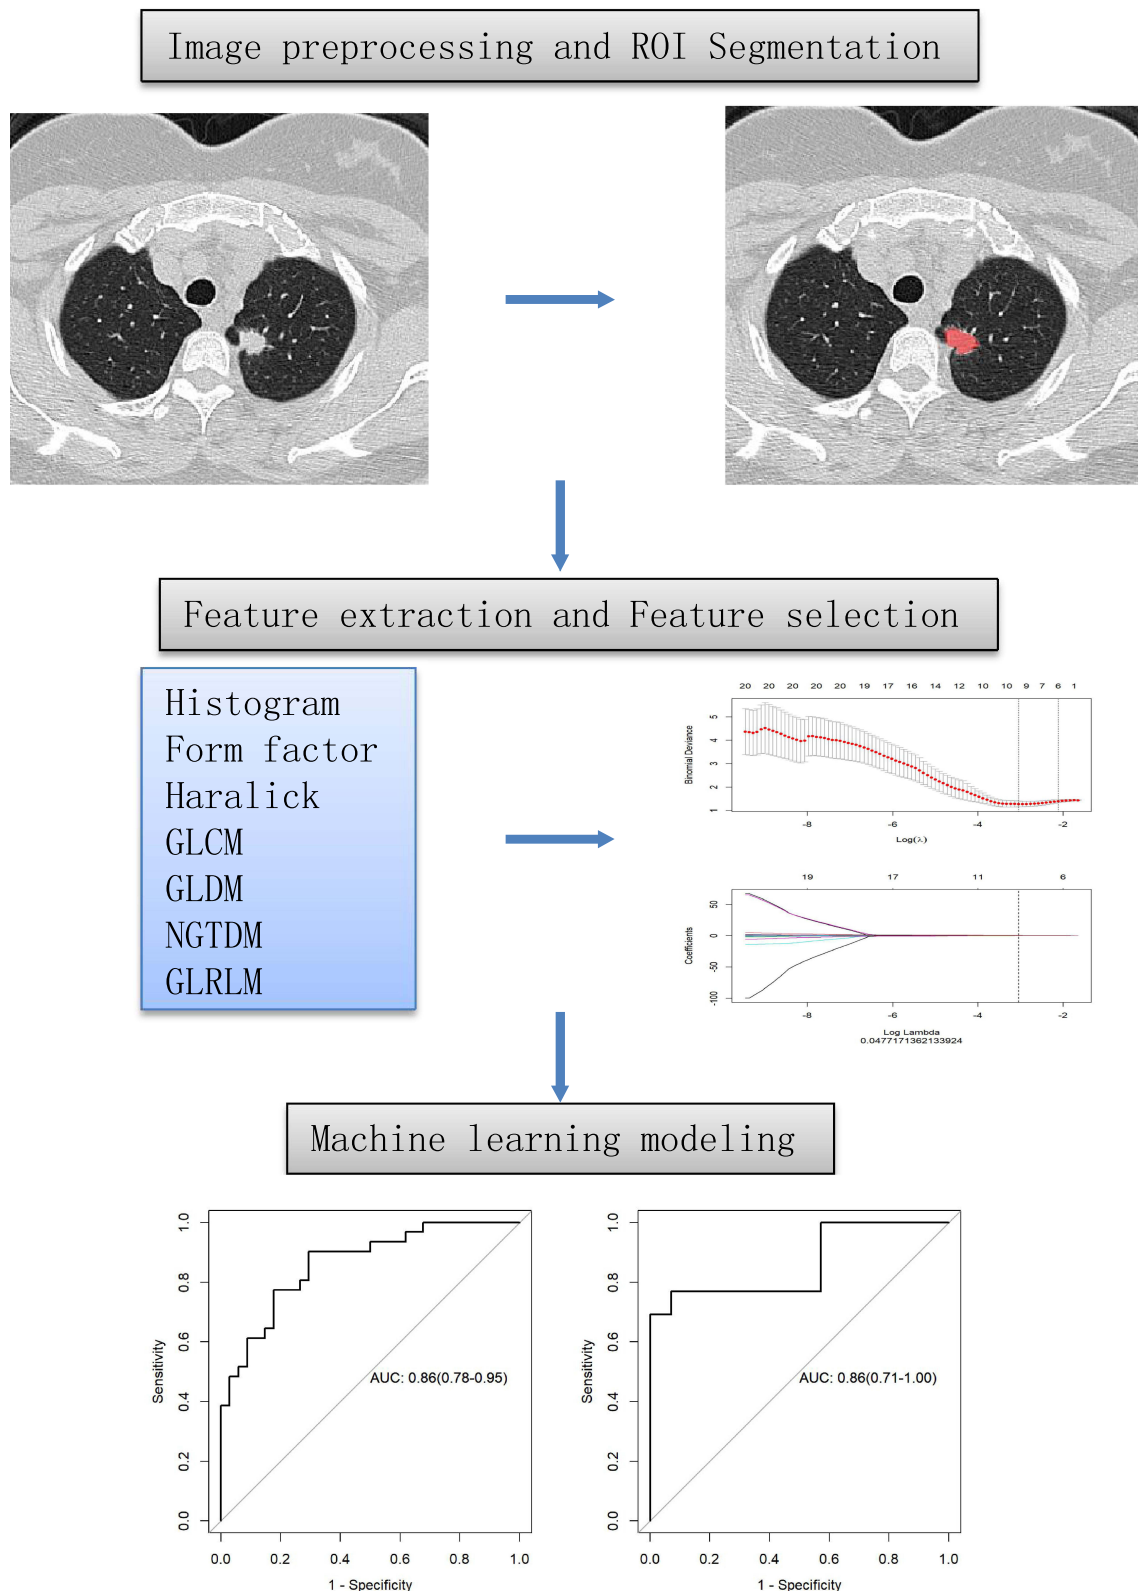 Image preprocessing and ROI Segmentation
Feature extraction and Feature selection
Histogram
Form factor
Haralick
GLCM
GLDM
NGTDM
GLRLM
20 20 20 20 20 19 17 16 14 12 10 10 9 7 6 1
Binomial Deviance
5
4
3
2
1
-8 -6 -4 -2
Log(λ)
19 17 11 6
Coefficients
50
0
-50
-100
-8 -6 -4 -2
Log Lambda
0.0477171362133924
Machine learning modeling
Sensitivity
1.0
0.8
0.6
0.4
0.2
0.0
AUC: 0.86(0.78-0.95)
0.0 0.2 0.4 0.6 0.8 1.0
1 - Specificity
Sensitivity
1.0
0.8
0.6
0.4
0.2
0.0
AUC: 0.86(0.71-1.00)
0.0 0.2 0.4 0.6 0.8 1.0
1 - Specificity